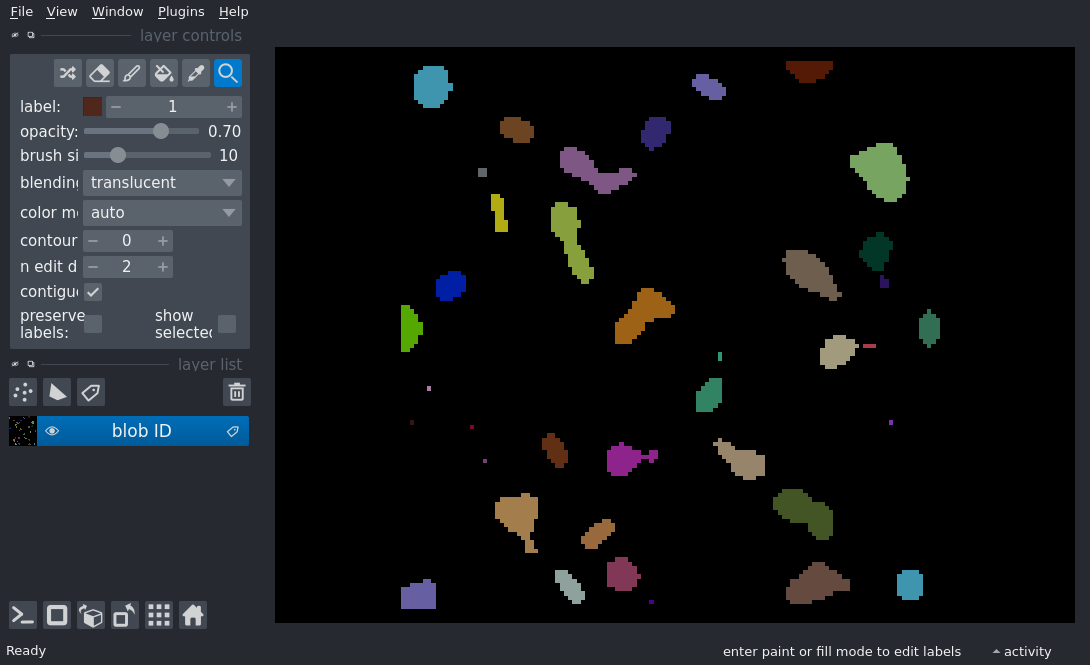 File View Window Plugins Help
layer controls
label: 1
opacity: 0.70
brush si 10
blending translucent
color m auto
contour 0
n edit d 2
contigu
preserve labels: show selected
layer list
blob ID
Ready
enter paint or fill mode to edit labels
activity